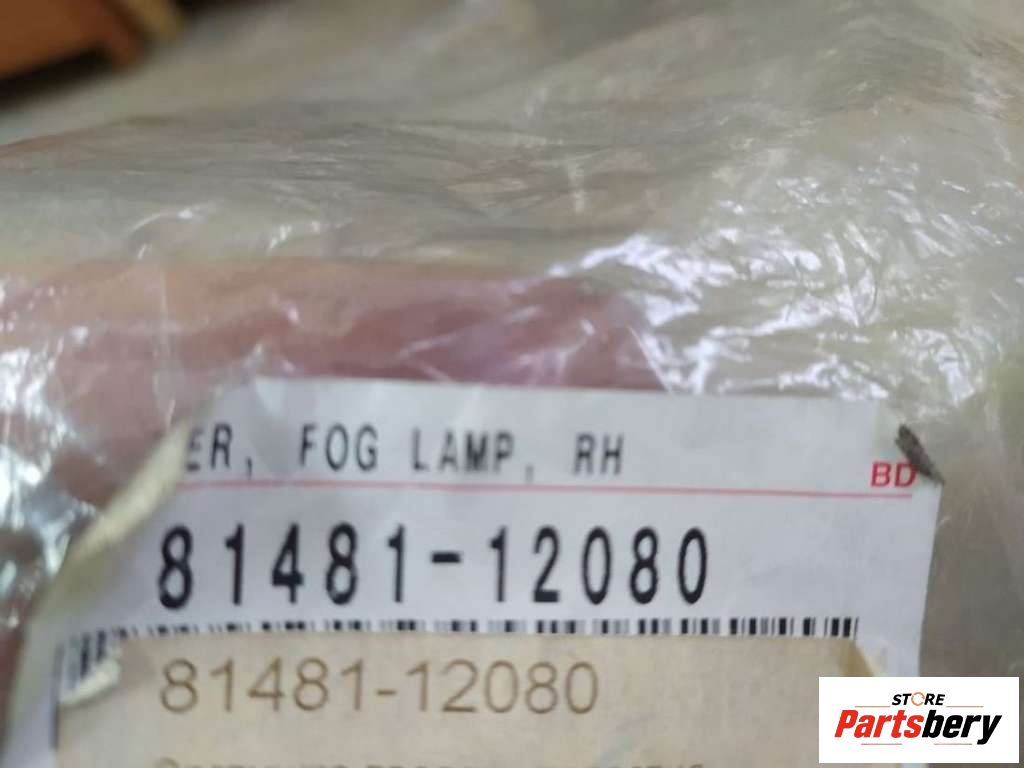 ER, FOG LAMP, RH
BD
81481-12080
81481-12080
STORE
Partsbery